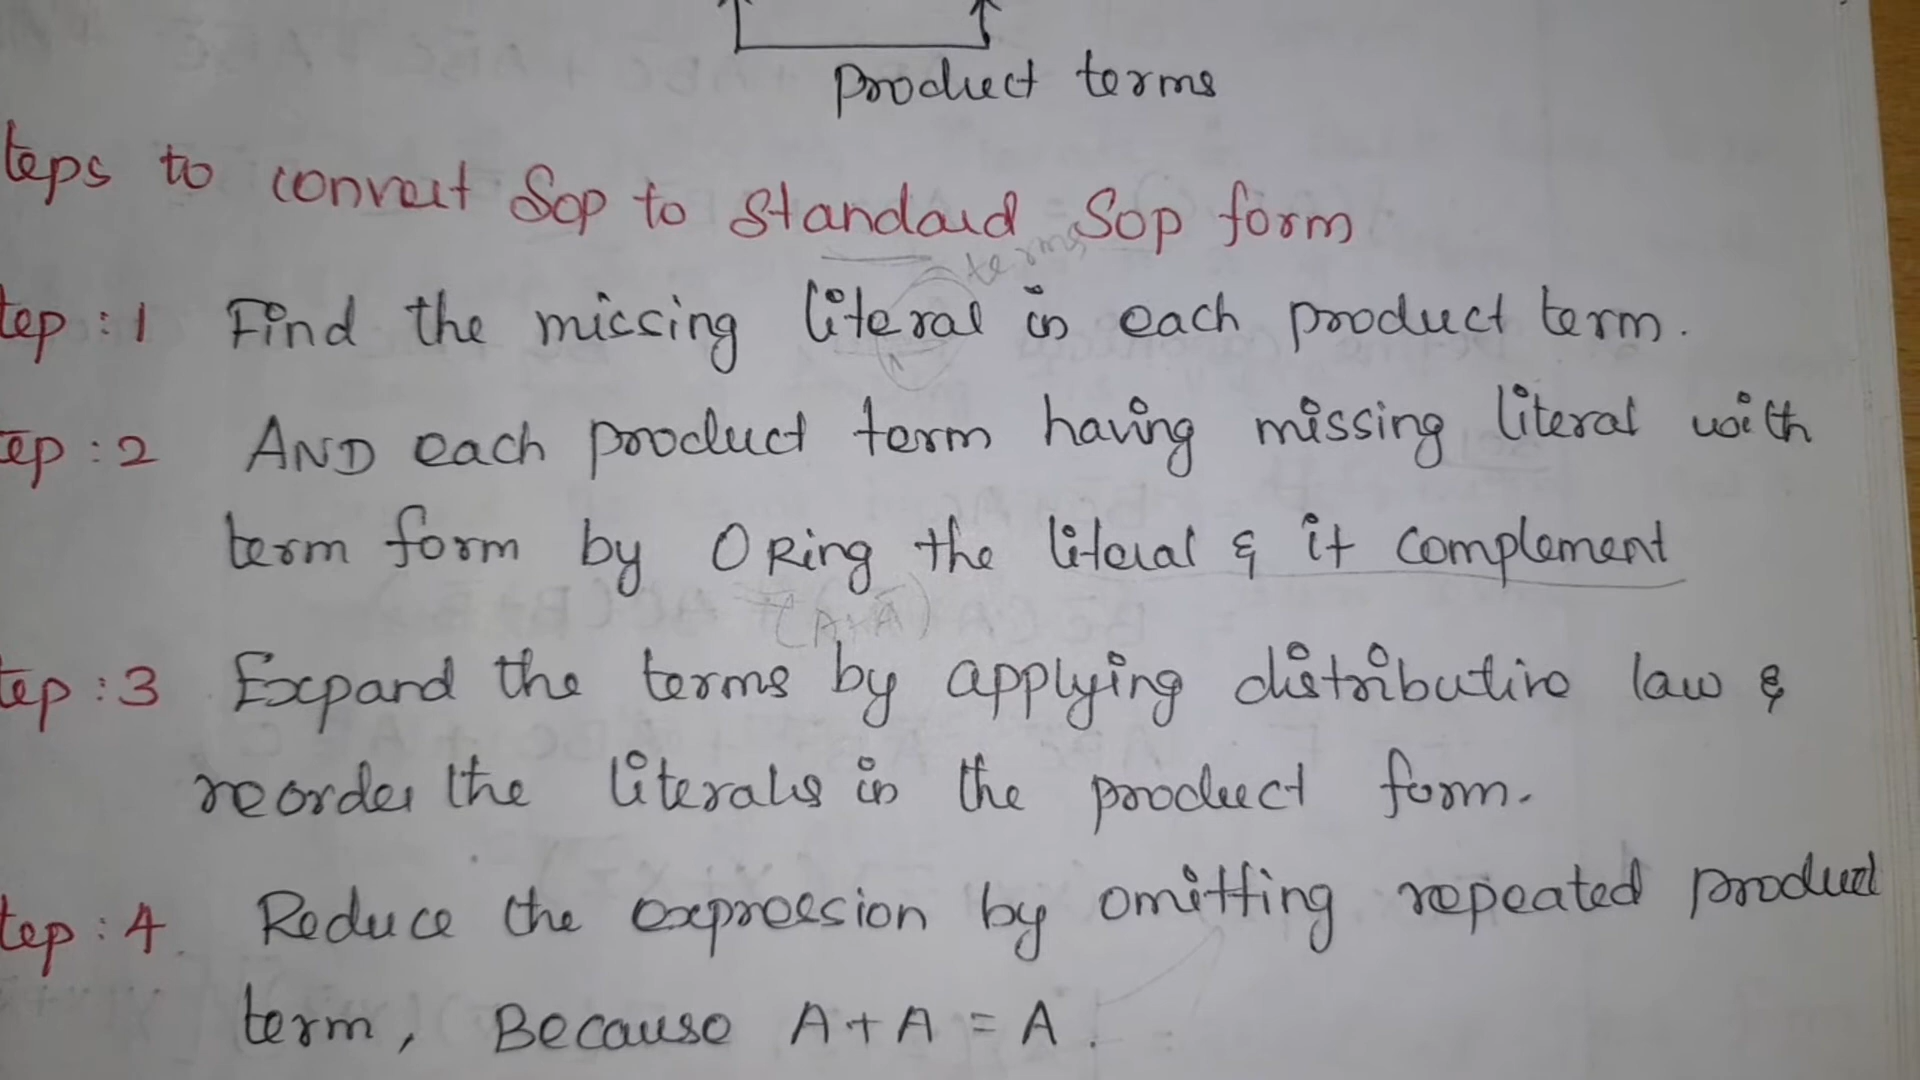 product terms
teps to convert Sop to Standard Sop form
terms
tep : 1 Find the missing literal in each product term.
tep : 2 AND each product term having missing literal with
term form by ORing the literal & it complement
(A+Ā)
tep : 3 Expand the terms by applying distributive law &
reorder the literals in the product form.
tep : 4 Reduce the expression by omitting repeated product
term, Because A+A = A.